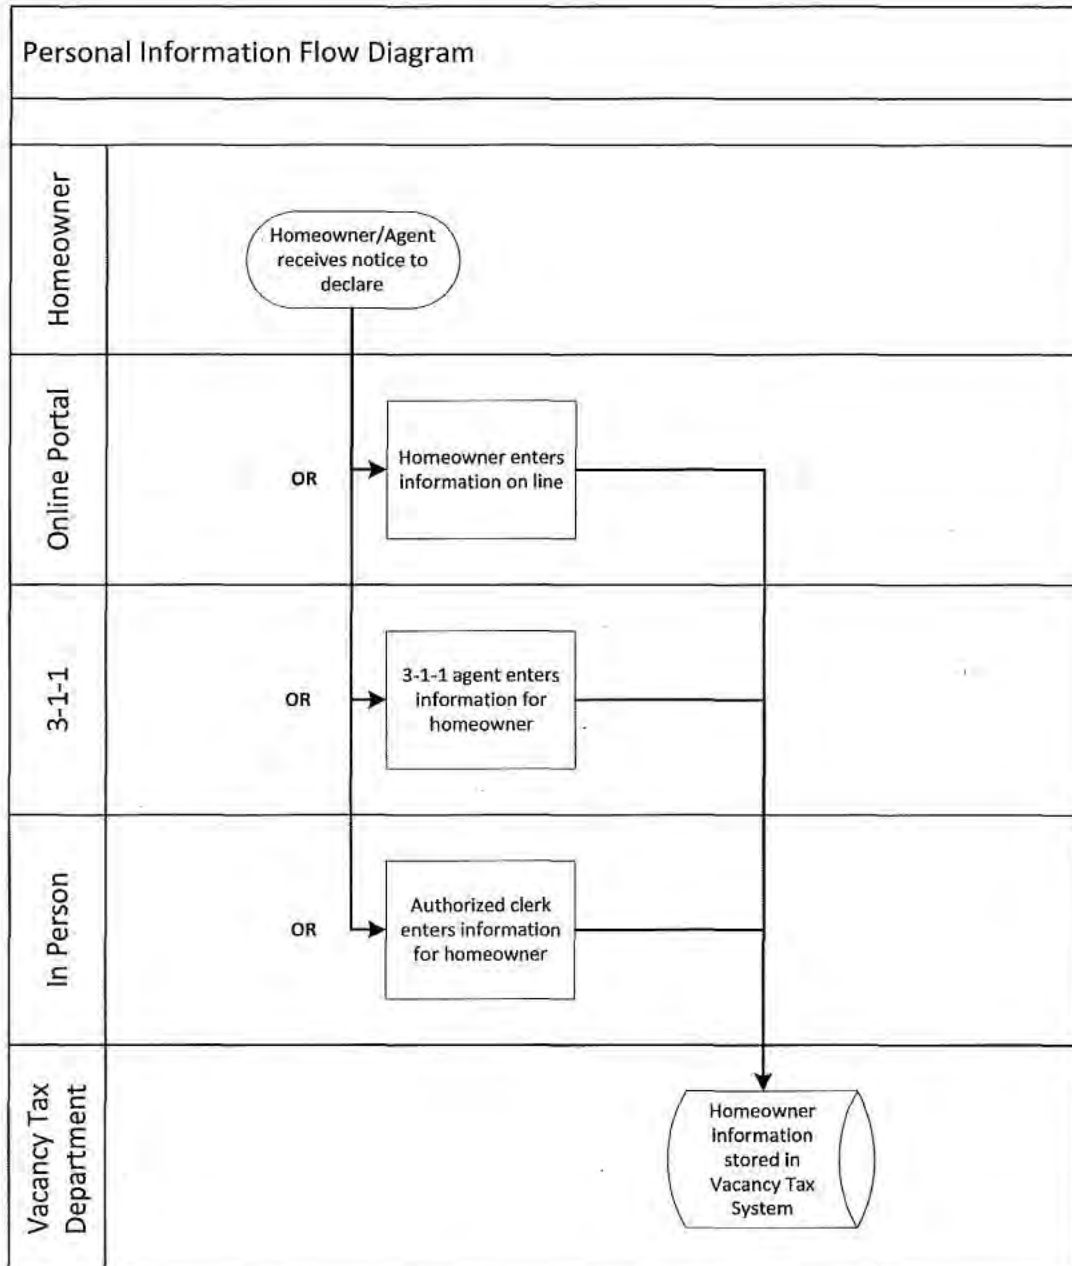 Personal Information Flow Diagram
Homeowner
Homeowner/Agent
receives notice to
declare
Online Portal
OR
Homeowner enters
information on line
3-1-1
OR
3-1-1 agent enters
information for
homeowner
In Person
OR
Authorized clerk
enters information
for homeowner
Vacancy Tax
Department
Homeowner
information
stored in
Vacancy Tax
System